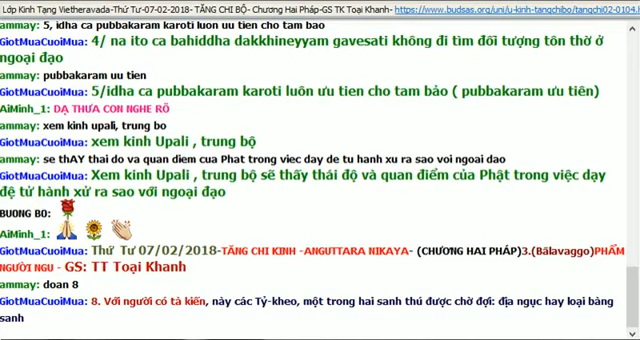 Lớp Kinh Tạng Vietheravada-Thứ Tư-07-02-2018- TĂNG CHI BỘ- Chương Hai Pháp-GS TK Toại Khanh- https://www.budsas.org/uni/u-kinh-tangchibo/tangchi02-0104.h
ammay: 5, idha ca pubbakaram karoti luon uu tien cho tam bao
GiotMuaCuoiMua: 4/ na ito ca bahiddha dakkhineyyam gavesati không đi tìm đối tượng tôn thờ ở
ngoại đạo
ammay: pubbakaram uu tien
GiotMuaCuoiMua: 5/idha ca pubbakaram karoti luôn ưu tien cho tam bảo ( pubbakaram ưu tiên)
AiMinh_1: DẠ THƯA CON NGHE RÕ
ammay: xem kinh upali, trung bo
GiotMuaCuoiMua: xem kinh Upali , trung bộ
ammay: se thAY thai do va quan diem cua Phat trong viec day de tu hanh xu ra sao voi ngoai dao
GiotMuaCuoiMua: Xem kinh Upali , trung bộ sẽ thấy thái độ và quan điểm của Phật trong việc dạy
đệ tử hành xử ra sao với ngoại đạo
BUONG BO:
AiMinh_1:
GiotMuaCuoiMua: Thứ Tư 07/02/2018-TĂNG CHI KINH -ANGUTTARA NIKAYA- (CHƯƠNG HAI PHÁP)3.(Bālavaggo)PHẨM
NGƯỜI NGU - GS: TT Toại Khanh
ammay: doan 8
GiotMuaCuoiMua: 8. Với người có tà kiến, này các Tỷ-kheo, một trong hai sanh thú được chờ đợi: địa ngục hay loại bàng
sanh